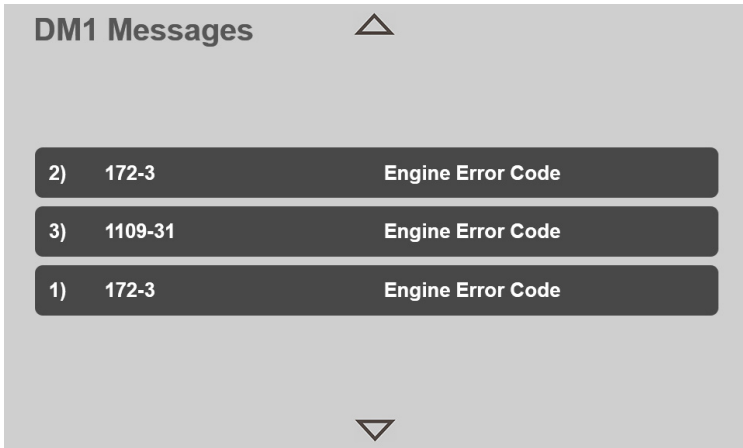 DM1 Messages
2) 172-3 Engine Error Code
3) 1109-31 Engine Error Code
1) 172-3 Engine Error Code